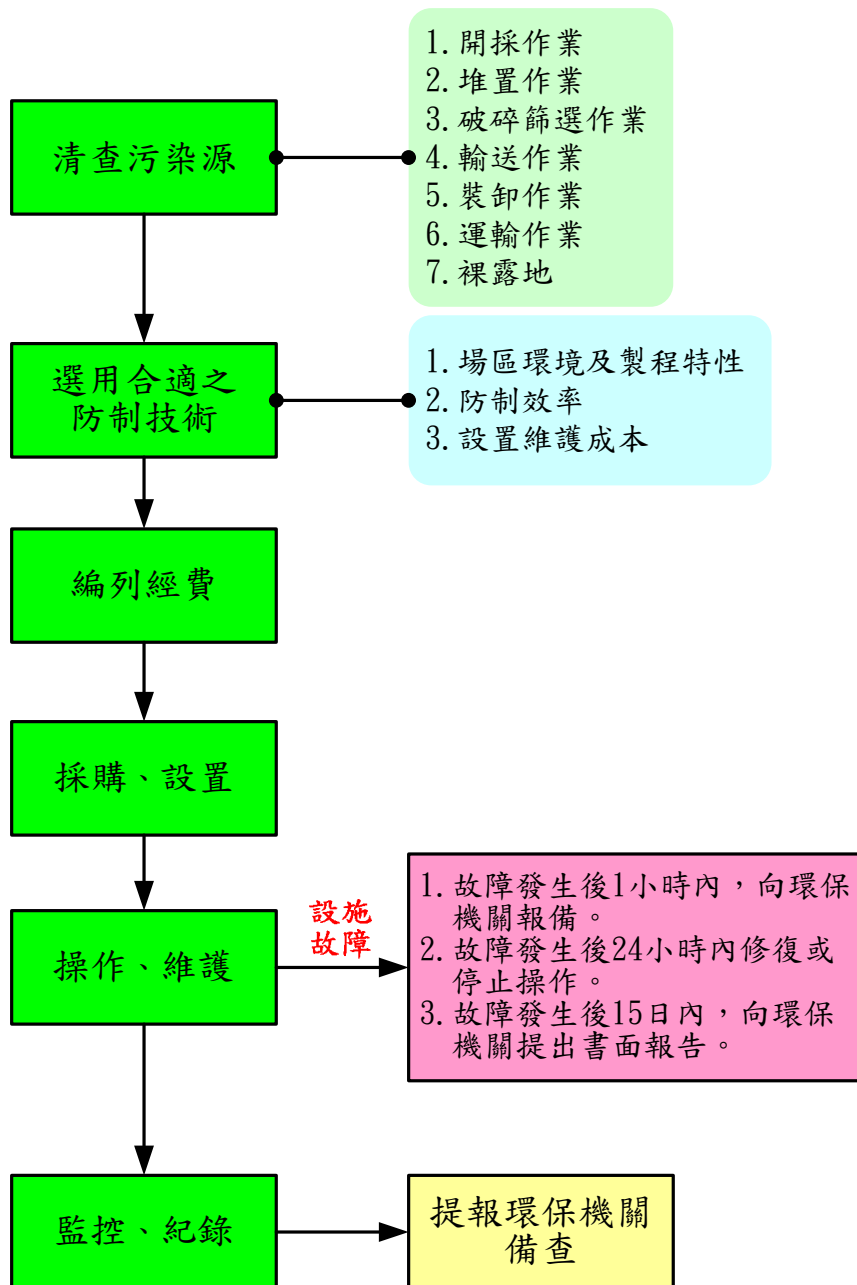 清查污染源
1. 開採作業
2. 堆置作業
3. 破碎篩選作業
4. 輸送作業
5. 裝卸作業
6. 運輸作業
7. 裸露地
選用合適之
防制技術
1. 場區環境及製程特性
2. 防制效率
3. 設置維護成本
編列經費
採購、設置
操作、維護
設施
故障
1. 故障發生後1小時內，向環保
機關報備。
2. 故障發生後24小時內修復或
停止操作。
3. 故障發生後15日內，向環保
機關提出書面報告。
監控、紀錄
提報環保機關
備查